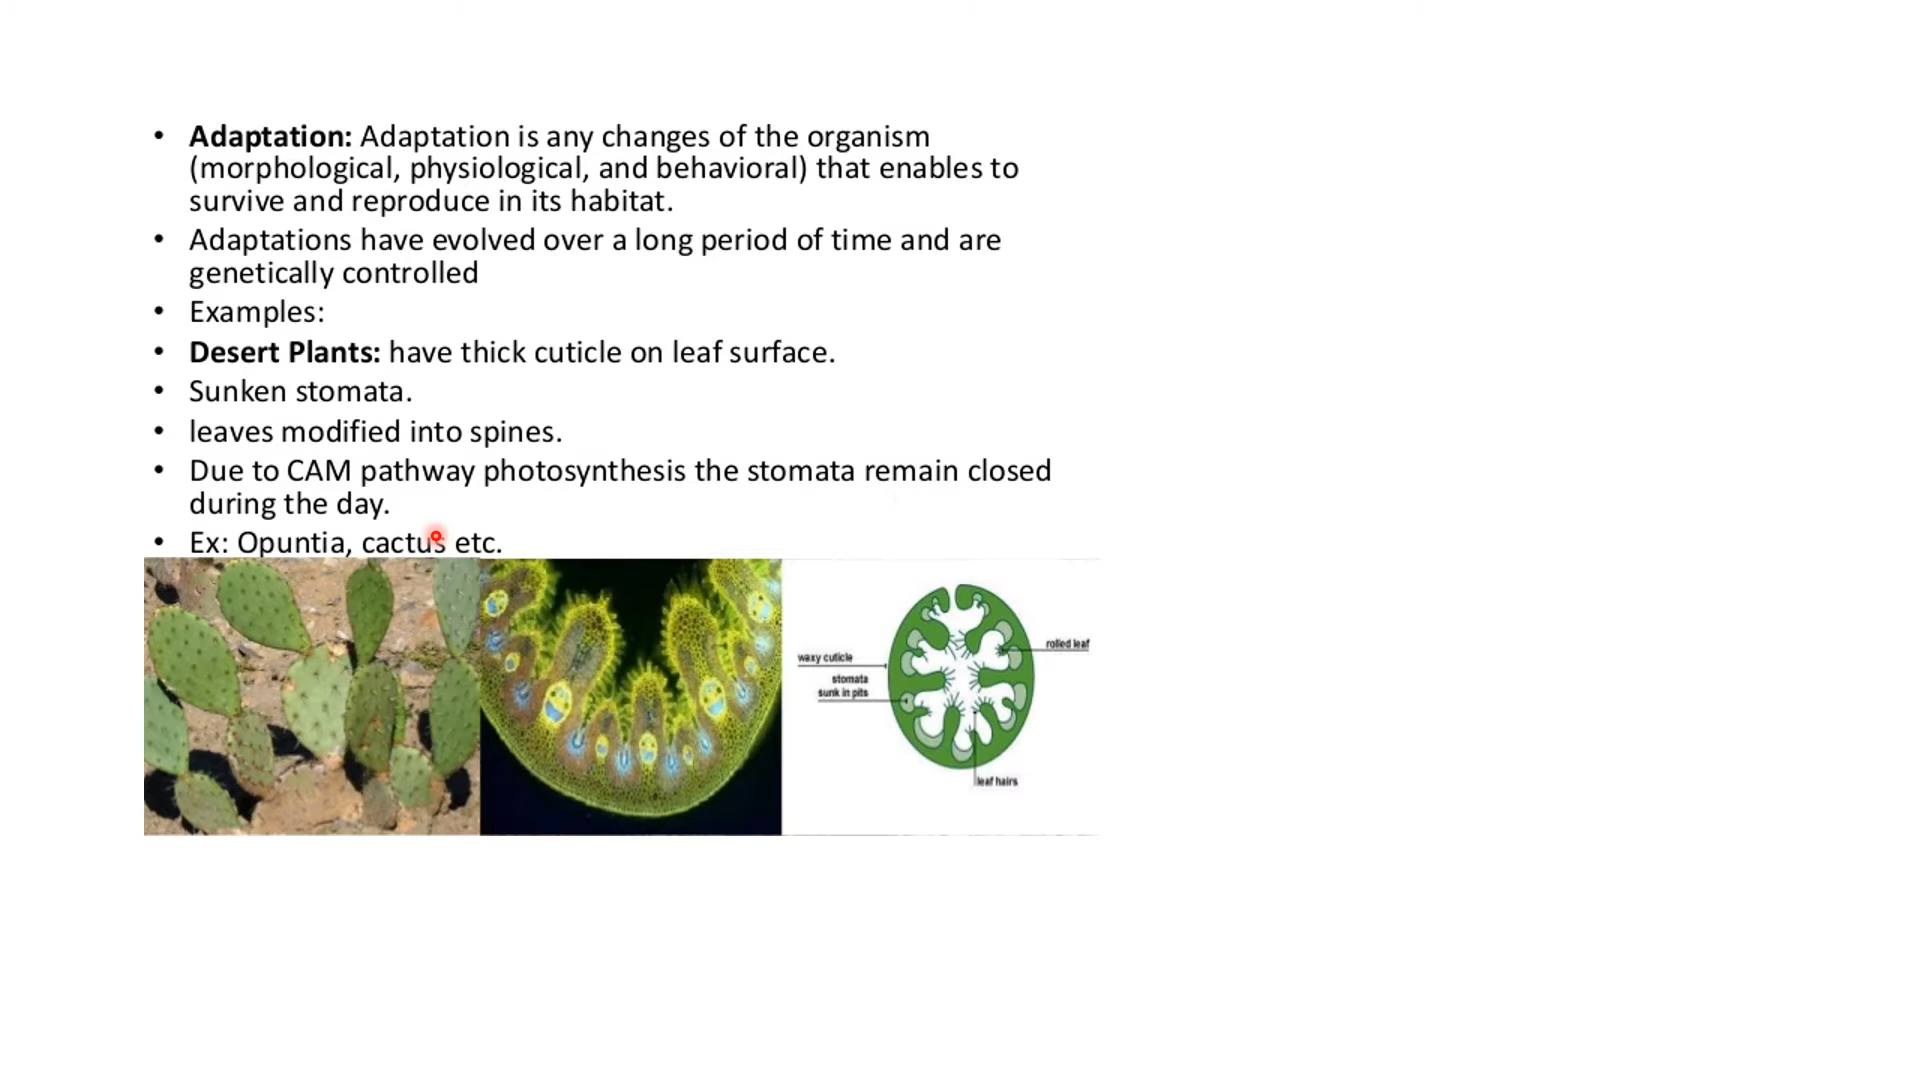 • Adaptation: Adaptation is any changes of the organism
(morphological, physiological, and behavioral) that enables to
survive and reproduce in its habitat.
• Adaptations have evolved over a long period of time and are
genetically controlled
• Examples:
• Desert Plants: have thick cuticle on leaf surface.
• Sunken stomata.
• leaves modified into spines.
• Due to CAM pathway photosynthesis the stomata remain closed
during the day.
• Ex: Opuntia, cactus etc.
rolled leaf
waxy cuticle
stomata
sunk in pits
leaf hairs